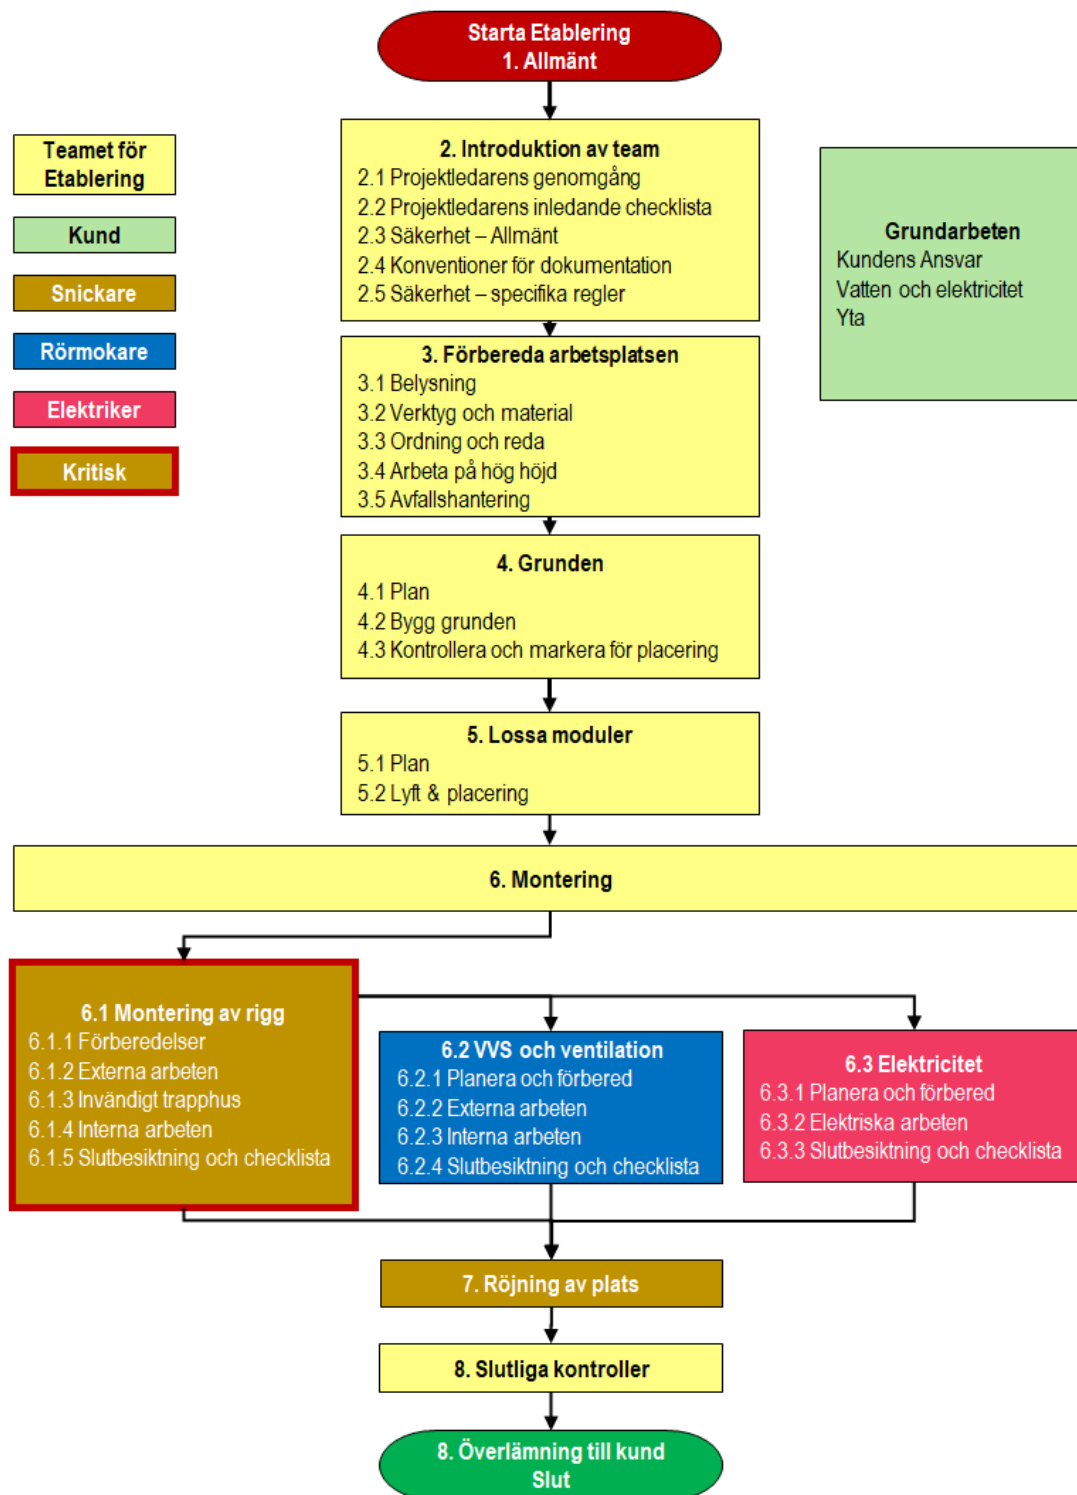 Starta Etablering
1. Allmänt
Teamet för
Etablering
Kund
Snickare
Rörmokare
Elektriker
Kritisk
2. Introduktion av team
2.1 Projektledarens genomgång
2.2 Projektledarens inledande checklista
2.3 Säkerhet – Allmänt
2.4 Konventioner för dokumentation
2.5 Säkerhet – specifika regler
Grundarbeten
Kundens Ansvar
Vatten och elektricitet
Yta
3. Förbereda arbetsplatsen
3.1 Belysning
3.2 Verktyg och material
3.3 Ordning och reda
3.4 Arbeta på hög höjd
3.5 Avfallshantering
4. Grunden
4.1 Plan
4.2 Bygg grunden
4.3 Kontrollera och markera för placering
5. Lossa moduler
5.1 Plan
5.2 Lyft & placering
6. Montering
6.1 Montering av rigg
6.1.1 Förberedelser
6.1.2 Externa arbeten
6.1.3 Invändigt trapphus
6.1.4 Interna arbeten
6.1.5 Slutbesiktning och checklista
6.2 VVS och ventilation
6.2.1 Planera och förbered
6.2.2 Externa arbeten
6.2.3 Interna arbeten
6.2.4 Slutbesiktning och checklista
6.3 Elektricitet
6.3.1 Planera och förbered
6.3.2 Elektriska arbeten
6.3.3 Slutbesiktning och checklista
7. Röjning av plats
8. Slutliga kontroller
8. Överlämning till kund
Slut